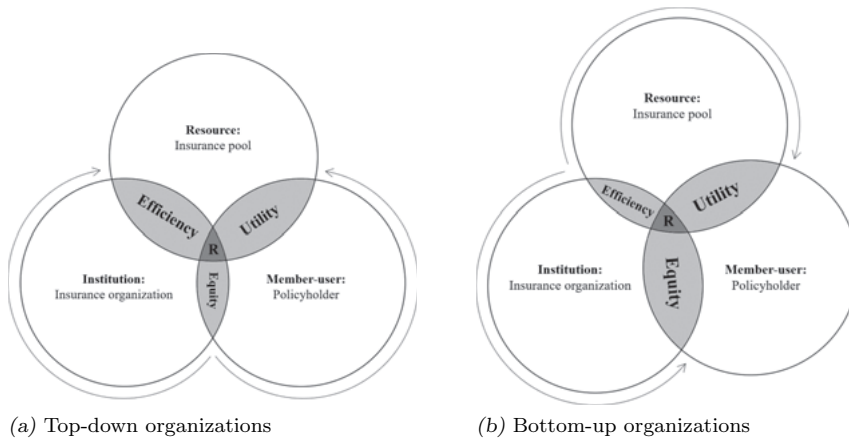 Resource:
Insurance pool
Efficiency
Utility
R
Institution:
Insurance organization
Equity
Member-user:
Policyholder
(a) Top-down organizations
Resource:
Insurance pool
Efficiency
Utility
R
Institution:
Insurance organization
Equity
Member-user:
Policyholder
(b) Bottom-up organizations